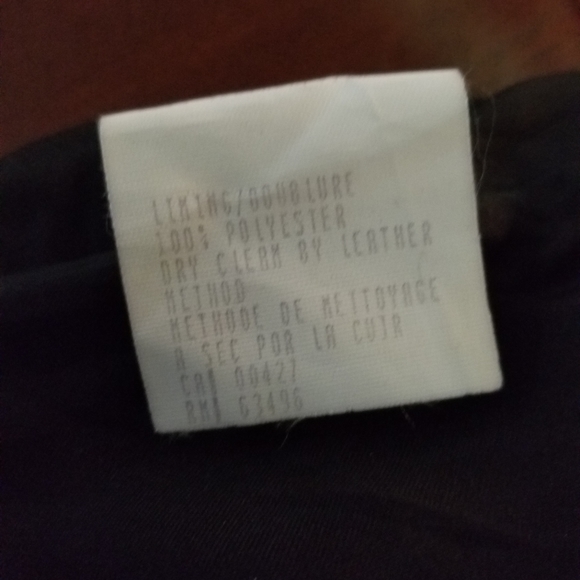 LINING/DOUBLURE
100% POLYESTER
DRY CLEAN BY LEATHER
METHOD
METHODE DE NETTOYAGE
A SEC POR LA CUIR
CA# 00427
RN# 63496